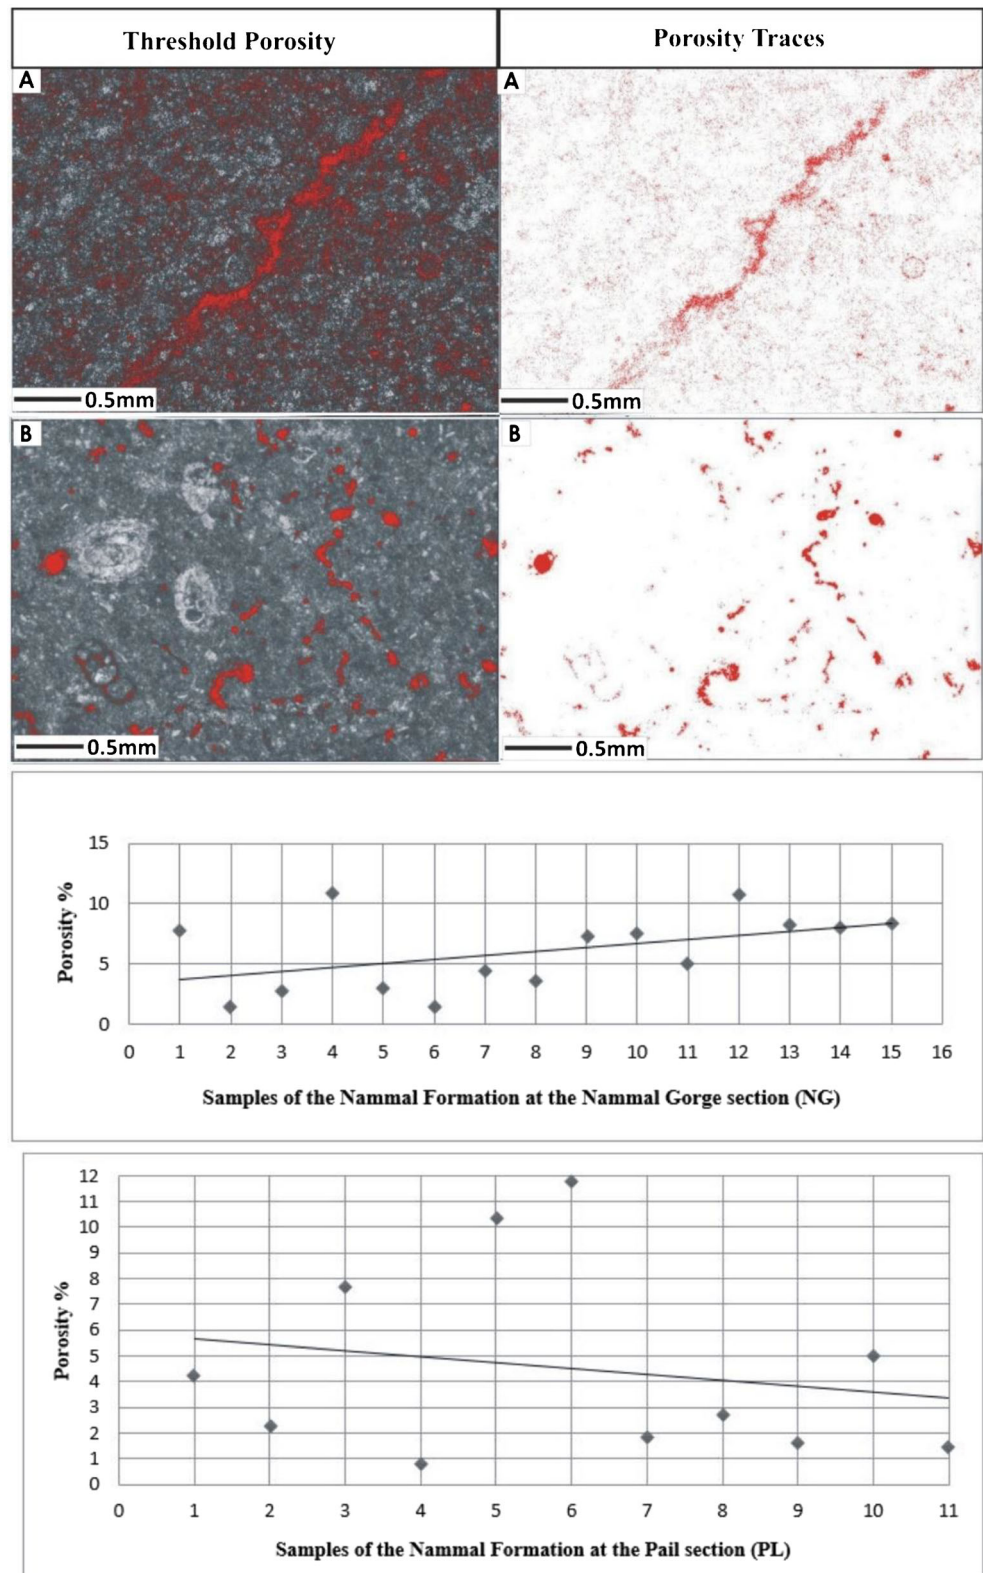 Threshold Porosity
Porosity Traces
A
A
0.5mm
0.5mm
B
B
0.5mm
0.5mm
15
10
5
0
Porosity %
0 1 2 3 4 5 6 7 8 9 10 11 12 13 14 15 16
Samples of the Nammal Formation at the Nammal Gorge section (NG)
12
11
10
9
8
7
6
5
4
3
2
1
0
Porosity %
0 1 2 3 4 5 6 7 8 9 10 11
Samples of the Nammal Formation at the Pail section (PL)